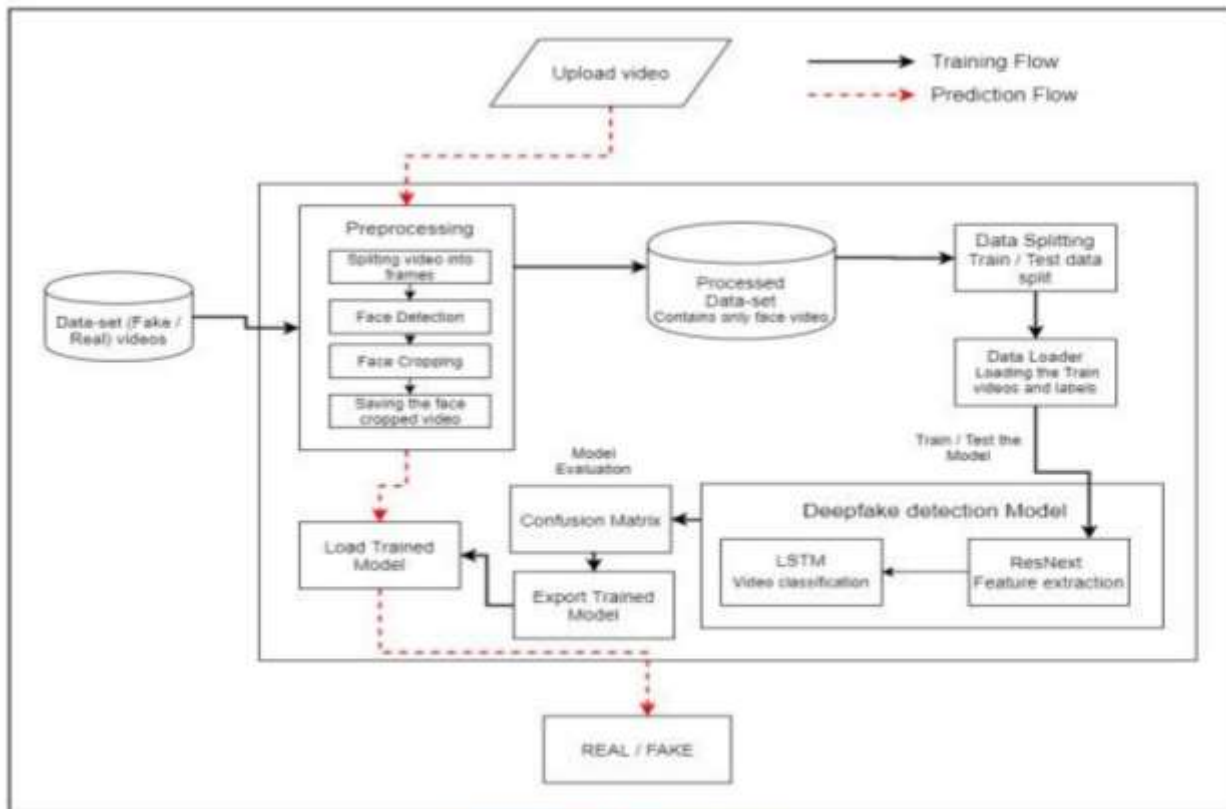 Upload video
Training Flow
Prediction Flow
Preprocessing
Spliting video into
frames
Face Detection
Face Cropping
Saving the face
cropped video
Data-set (Fake /
Real) videos
Processed
Data-set
Contains only face video
Data Splitting
Train / Test data
split
Data Loader
Loading the Train
videos and labels
Train / Test the
Model
Model
Evaluation
Confusion Matrix
Export Trained
Model
Load Trained
Model
Deepfake detection Model
LSTM
Video classification
ResNext
Feature extraction
REAL / FAKE